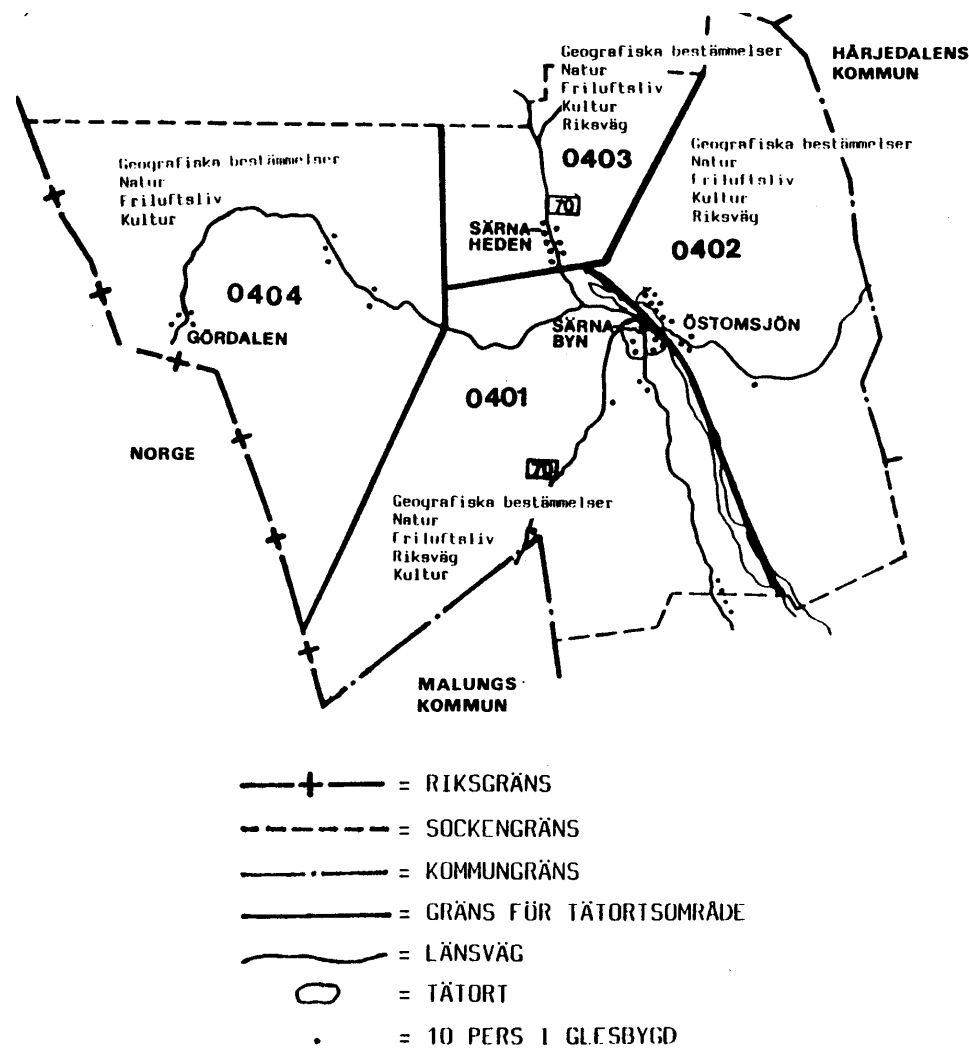 HÄRJEDALENS
KOMMUN
Geografiska bestämmelser
Natur
Friluftsliv
Kultur
Riksväg
0403
Geografiska bestämmelser
Natur
Friluftsliv
Kultur
Riksväg
0402
Geografiska bestämmelser
Natur
Friluftsliv
Kultur
0404
GÖRDALEN
70
SÄRNA
HEDEN
SÄRNA
BYN
ÖSTOMSJÖN
0401
NORGE
70
Geografiska bestämmelser
Natur
Friluftsliv
Riksväg
Kultur
MALUNGS
KOMMUN
= RIKSGRÄNS
= SOCKENGRÄNS
= KOMMUNGRÄNS
= GRÄNS FÖR TÄTORTSOMRÅDE
= LÄNSVÄG
= TÄTORT
= 10 PERS I GLESBYGD